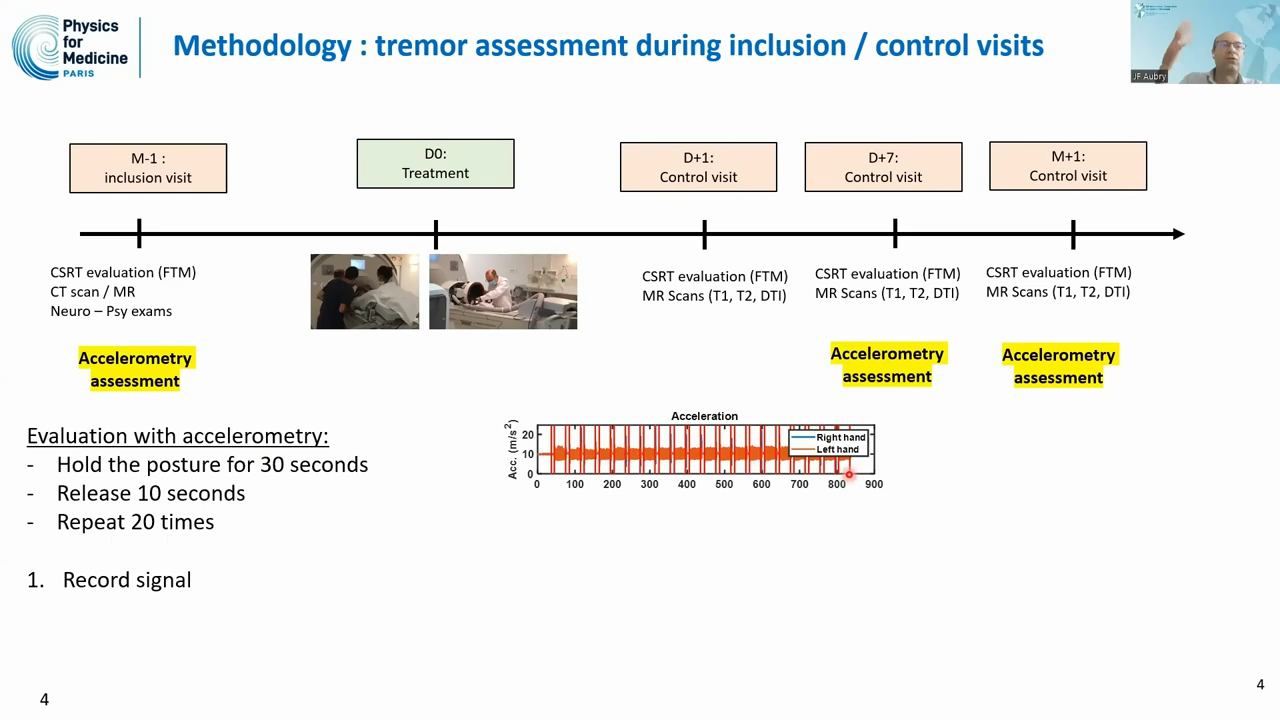 Physics
for
Medicine
PARIS
Methodology : tremor assessment during inclusion / control visits
JF Aubry
M-1 :
inclusion visit
D0:
Treatment
D+1:
Control visit
D+7:
Control visit
M+1:
Control visit
CSRT evaluation (FTM)
CT scan / MR
Neuro – Psy exams
CSRT evaluation (FTM)
MR Scans (T1, T2, DTI)
CSRT evaluation (FTM)
MR Scans (T1, T2, DTI)
CSRT evaluation (FTM)
MR Scans (T1, T2, DTI)
Accelerometry
assessment
Accelerometry
assessment
Accelerometry
assessment
Evaluation with accelerometry:
- Hold the posture for 30 seconds
- Release 10 seconds
- Repeat 20 times
1. Record signal
Acceleration
Acc. (m/s²)
20
10
0
Right hand
Left hand
0 100 200 300 400 500 600 700 800 900
4
4